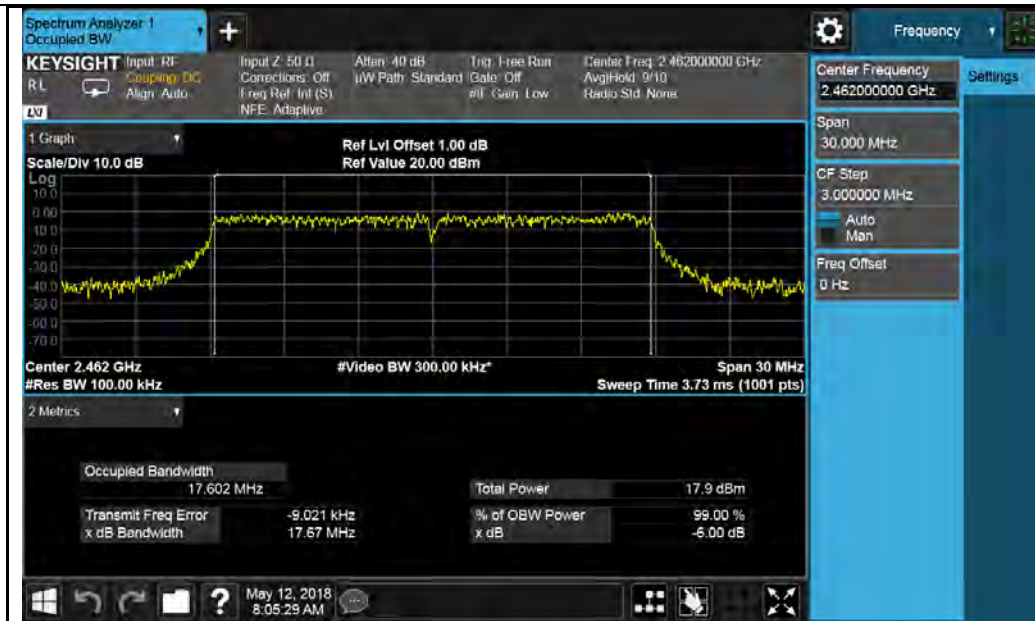 Spectrum Analyzer 1
Occupied BW
+
Frequency
KEYSIGHT
R L
LXI
Input: RF
Coupling: DC
Align: Auto
Input Z: 50 Ω
Corrections: Off
Freq Ref: Int (S)
NFE: Adaptive
Atten: 40 dB
µW Path: Standard
Trig: Free Run
Gate: Off
#IF Gain: Low
Center Freq: 2.462000000 GHz
Avg|Hold: 9/10
Radio Std: None
Center Frequency
2.462000000 GHz
Settings
Span
30.000 MHz
CF Step
3.000000 MHz
Auto
Man
Freq Offset
0 Hz
1 Graph
Scale/Div 10.0 dB
Ref Lvl Offset 1.00 dB
Ref Value 20.00 dBm
Log
10.0
0.00
-10.0
-20.0
-30.0
-40.0
-50.0
-60.0
-70.0
Center 2.462 GHz
#Video BW 300.00 kHz*
Span 30 MHz
#Res BW 100.00 kHz
Sweep Time 3.73 ms (1001 pts)
2 Metrics
Occupied Bandwidth
17.602 MHz
Total Power 17.9 dBm
Transmit Freq Error -9.021 kHz
% of OBW Power 99.00 %
x dB Bandwidth 17.67 MHz
x dB -6.00 dB
?
May 12, 2018
8:05:29 AM